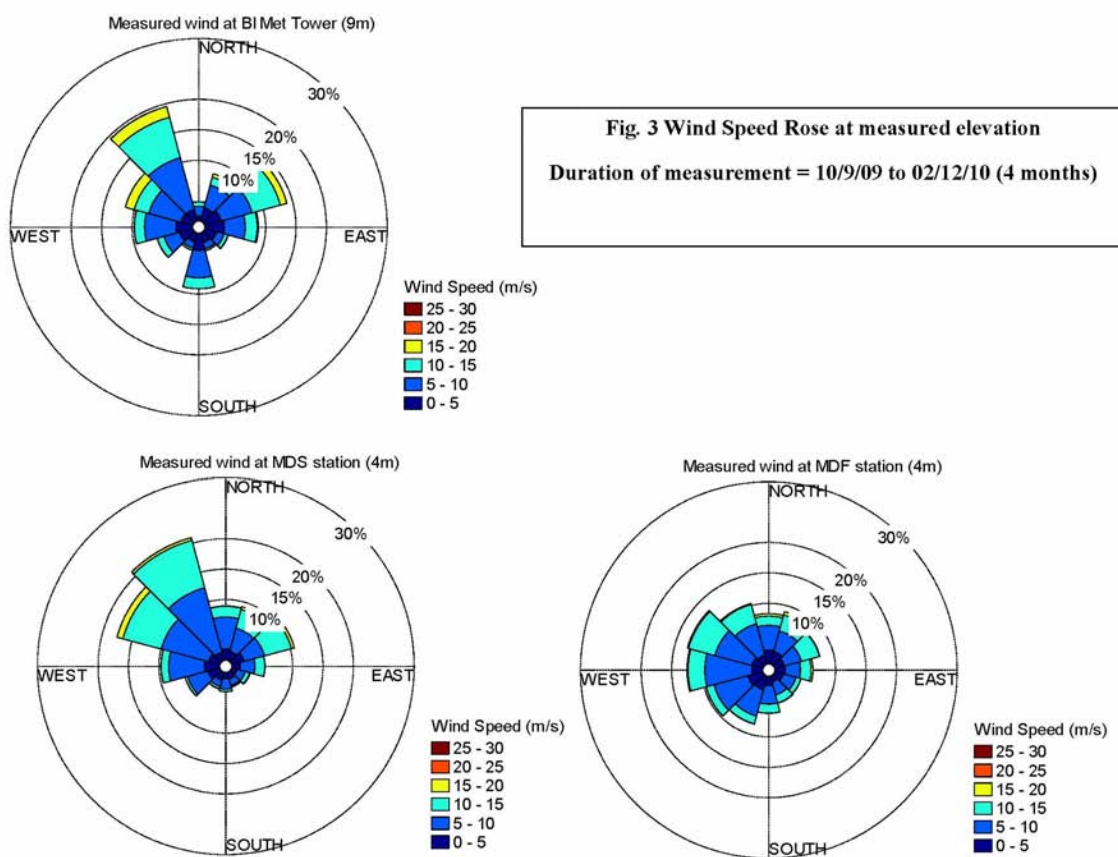 Measured wind at BI Met Tower (9m)
NORTH
30%
20%
15%
10%
WEST
EAST
SOUTH
Wind Speed (m/s)
25 - 30
20 - 25
15 - 20
10 - 15
5 - 10
0 - 5
Fig. 3 Wind Speed Rose at measured elevation
Duration of measurement = 10/9/09 to 02/12/10 (4 months)
Measured wind at MDS station (4m)
NORTH
30%
20%
15%
10%
WEST
EAST
SOUTH
Wind Speed (m/s)
25 - 30
20 - 25
15 - 20
10 - 15
5 - 10
0 - 5
Measured wind at MDF station (4m)
NORTH
30%
20%
15%
10%
WEST
EAST
SOUTH
Wind Speed (m/s)
25 - 30
20 - 25
15 - 20
10 - 15
5 - 10
0 - 5